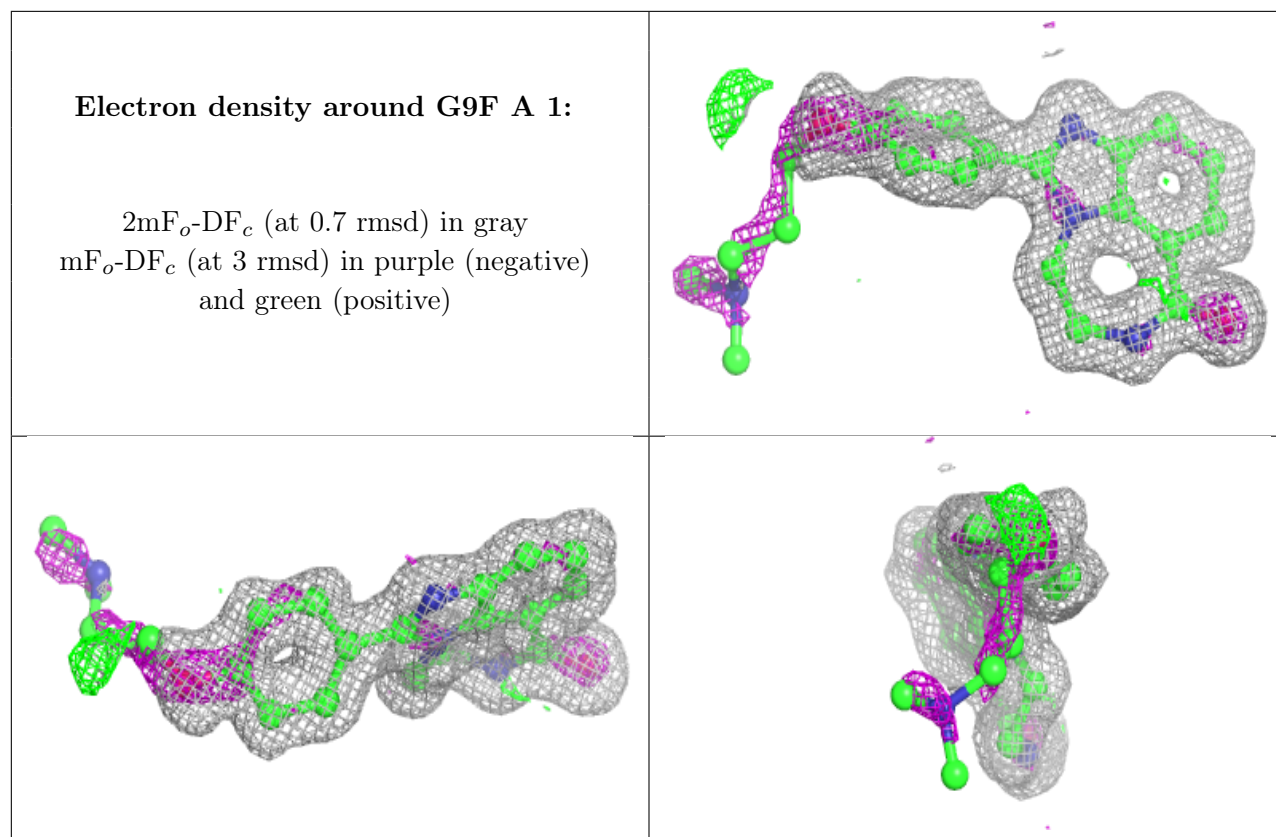 Electron density around G9F A 1:
2mFₒ-DF𝒸 (at 0.7 rmsd) in gray
mFₒ-DF𝒸 (at 3 rmsd) in purple (negative)
and green (positive)